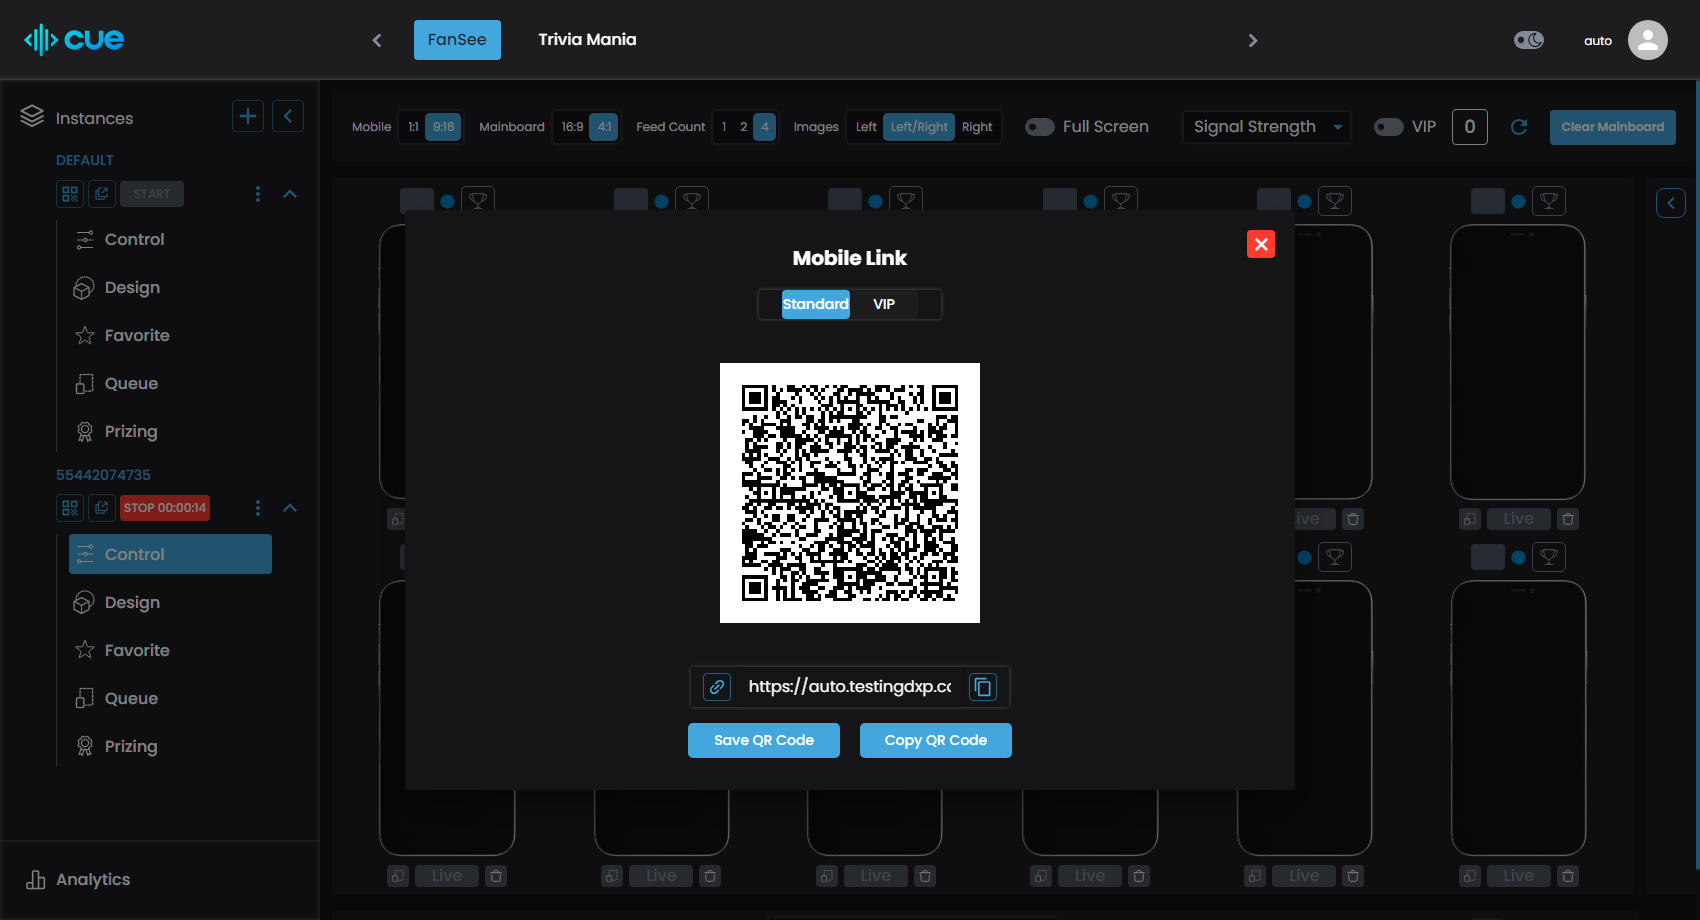 cue
FanSee
Trivia Mania
auto
Instances
Mobile
1:1
9:16
Mainboard
16:9
4:1
Feed Count
1
2
4
Images
Left
Left/Right
Right
Full Screen
Signal Strength
VIP
0
Clear Mainboard
DEFAULT
START
Control
Design
Favorite
Queue
Prizing
55442074735
STOP 00:00:14
Control
Design
Favorite
Queue
Prizing
Analytics
Mobile Link
Standard
VIP
https://auto.testingdxp.cc
Save QR Code
Copy QR Code
Live
Live
Live
Live
Live
Live
Live